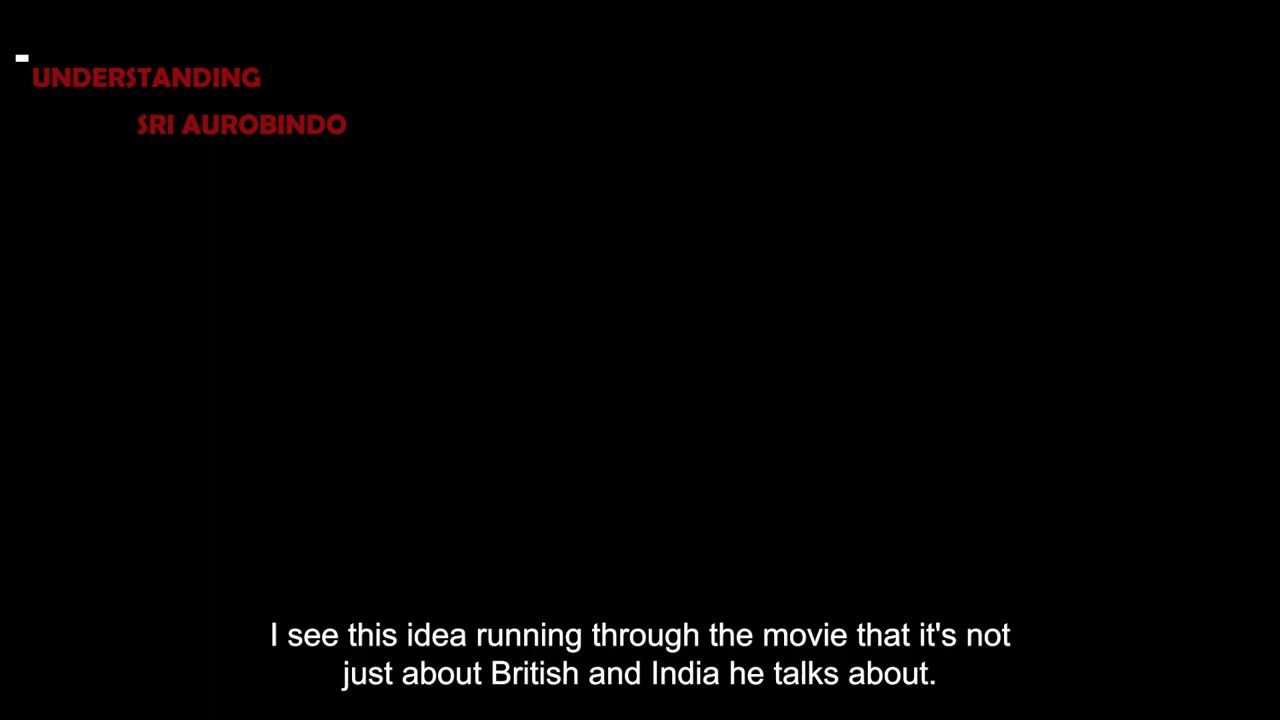 UNDERSTANDING
SRI AUROBINDO
I see this idea running through the movie that it's not
just about British and India he talks about.